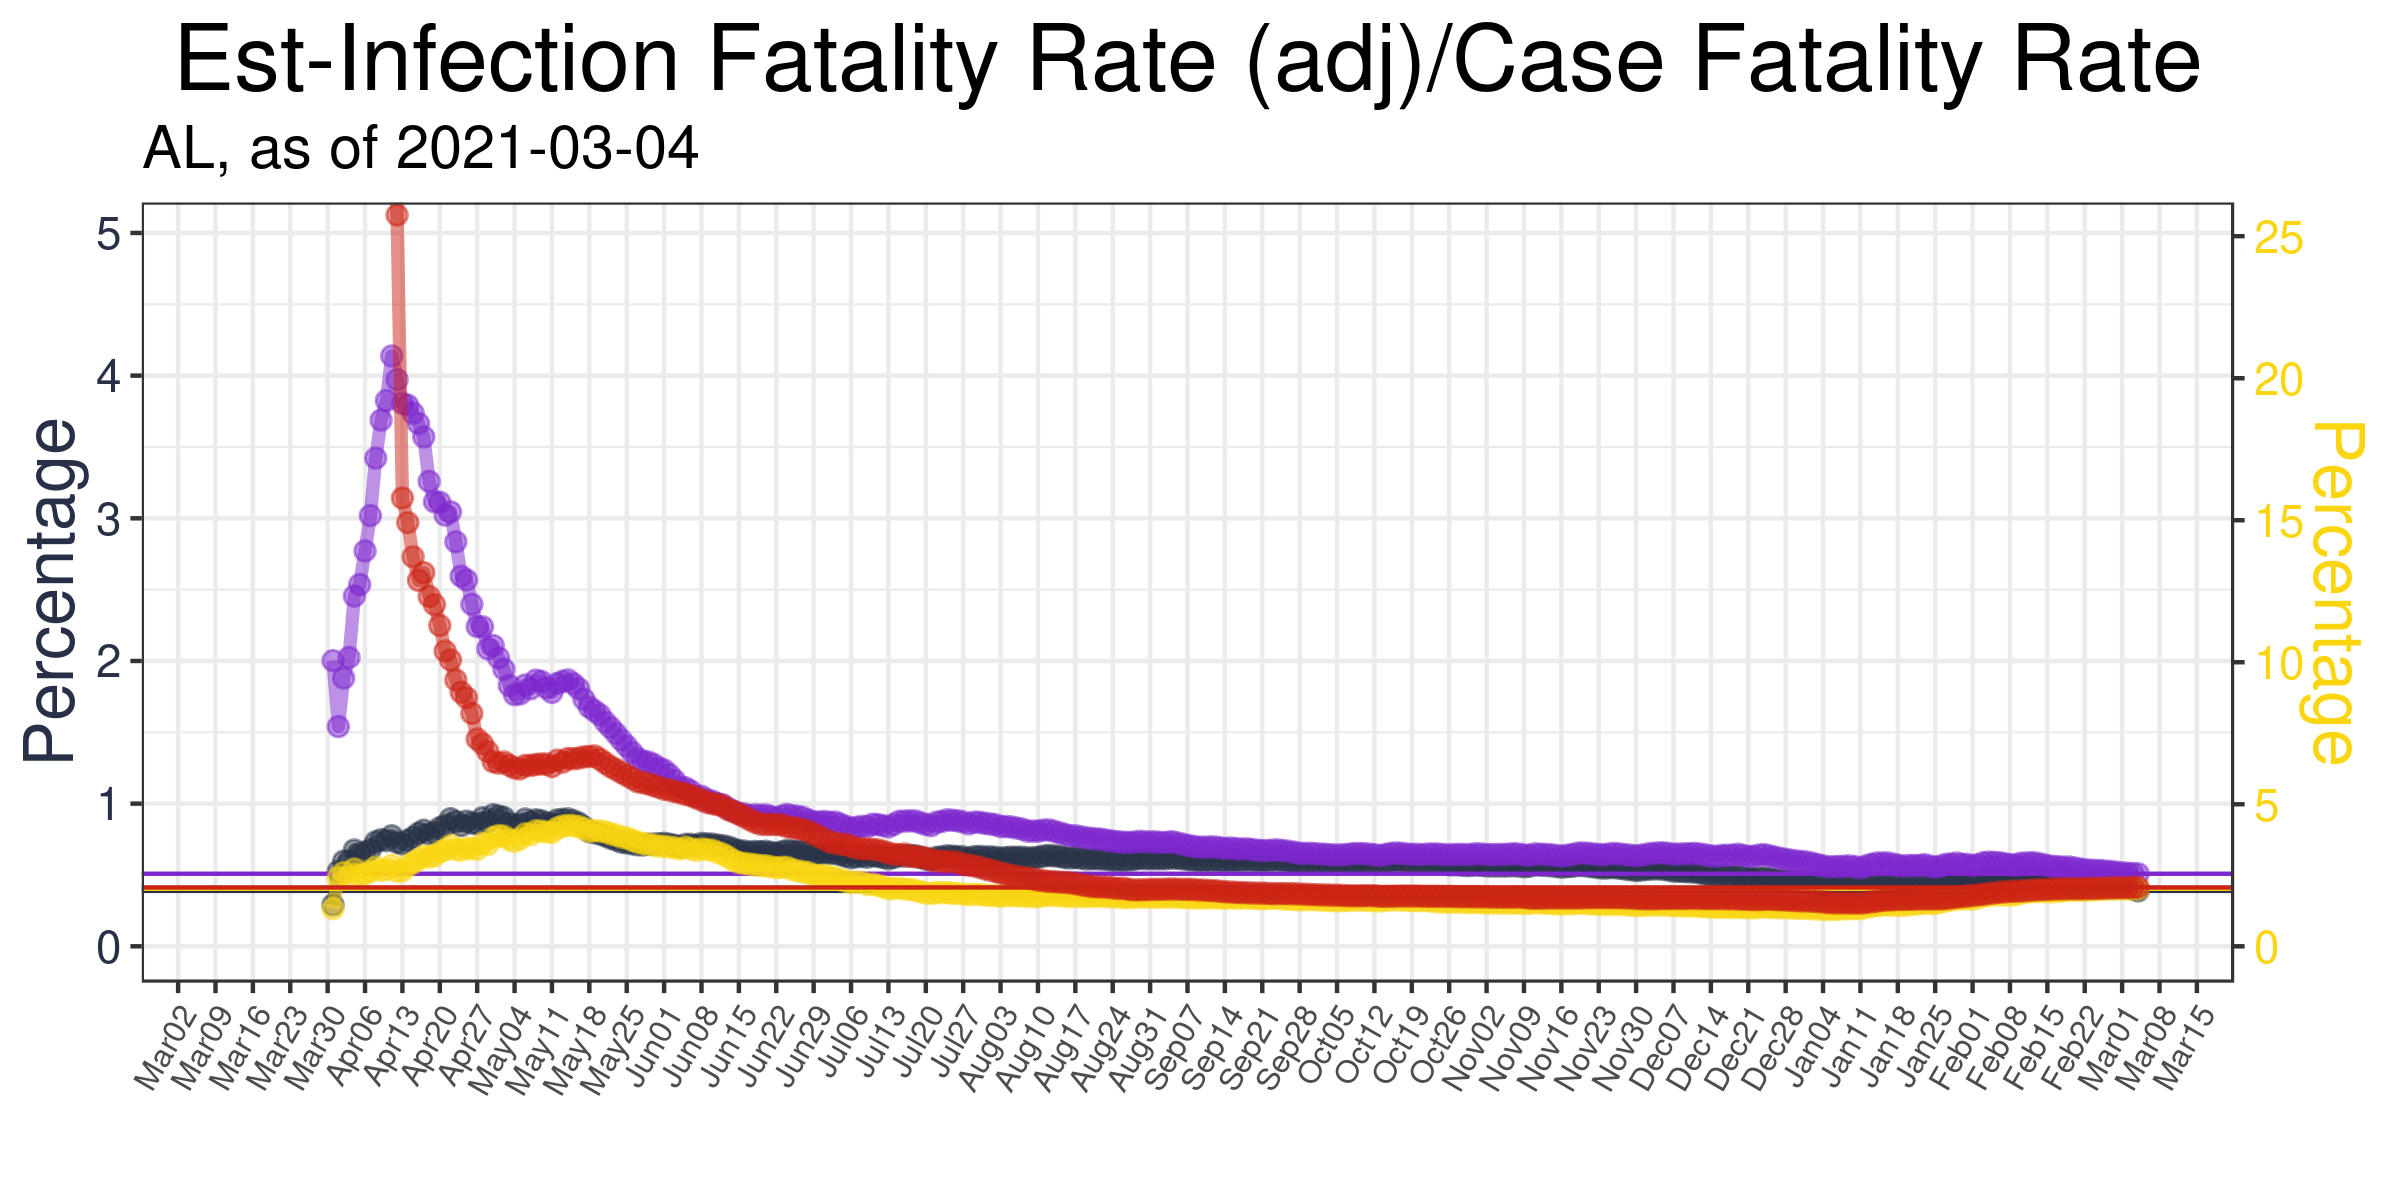 Est-Infection Fatality Rate (adj)/Case Fatality Rate
AL, as of 2021-03-04
Percentage
5
4
3
2
1
0
25
20
15
10
5
0
Percentage
Mar02
Mar09
Mar16
Mar23
Mar30
Apr06
Apr13
Apr20
Apr27
May04
May11
May18
May25
Jun01
Jun08
Jun15
Jun22
Jun29
Jul06
Jul13
Jul20
Jul27
Aug03
Aug10
Aug17
Aug24
Aug31
Sep07
Sep14
Sep21
Sep28
Oct05
Oct12
Oct19
Oct26
Nov02
Nov09
Nov16
Nov23
Nov30
Dec07
Dec14
Dec21
Dec28
Jan04
Jan11
Jan18
Jan25
Feb01
Feb08
Feb15
Feb22
Mar01
Mar08
Mar15